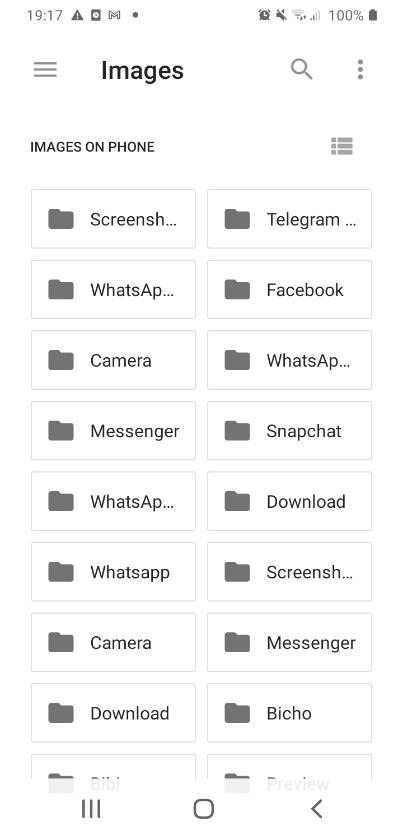 19:17 100%
Images
IMAGES ON PHONE
Screensh... Telegram ...
WhatsAp... Facebook
Camera WhatsAp...
Messenger Snapchat
WhatsAp... Download
Whatsapp Screensh...
Camera Messenger
Download Bicho
Bibi Preview